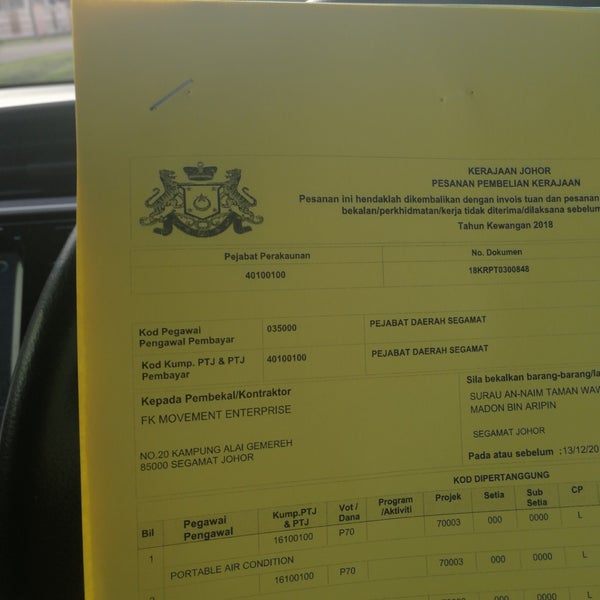 KERAJAAN JOHOR
PESANAN PEMBELIAN KERAJAAN
Pesanan ini hendaklah dikembalikan dengan invois tuan dan pesanan
bekalan/perkhidmatan/kerja tidak diterima/dilaksana sebelum
Tahun Kewangan 2018
Pejabat Perakaunan No. Dokumen
40100100 18KRPT0300848
Kod Pegawai 035000 PEJABAT DAERAH SEGAMAT
Pengawal Pembayar
Kod Kump. PTJ & PTJ 40100100 PEJABAT DAERAH SEGAMAT
Pembayar
Kepada Pembekal/Kontraktor
FK MOVEMENT ENTERPRISE
NO.20 KAMPUNG ALAI GEMEREH
85000 SEGAMAT JOHOR
Sila bekalkan barang-barang/
SURAU AN-NAIM TAMAN
MADON BIN ARIPIN
SEGAMAT JOHOR
Pada atau sebelum :13/12/20
KOD DIPERTANGGUNG
Bil Pegawai Pengawal Kump.PTJ & PTJ Vot / Dana Program /Aktiviti Projek Setia Sub Setia CP
1 16100100 P70 70003 000 0000 L
PORTABLE AIR CONDITION
16100100 P70 70003 000 0000 L